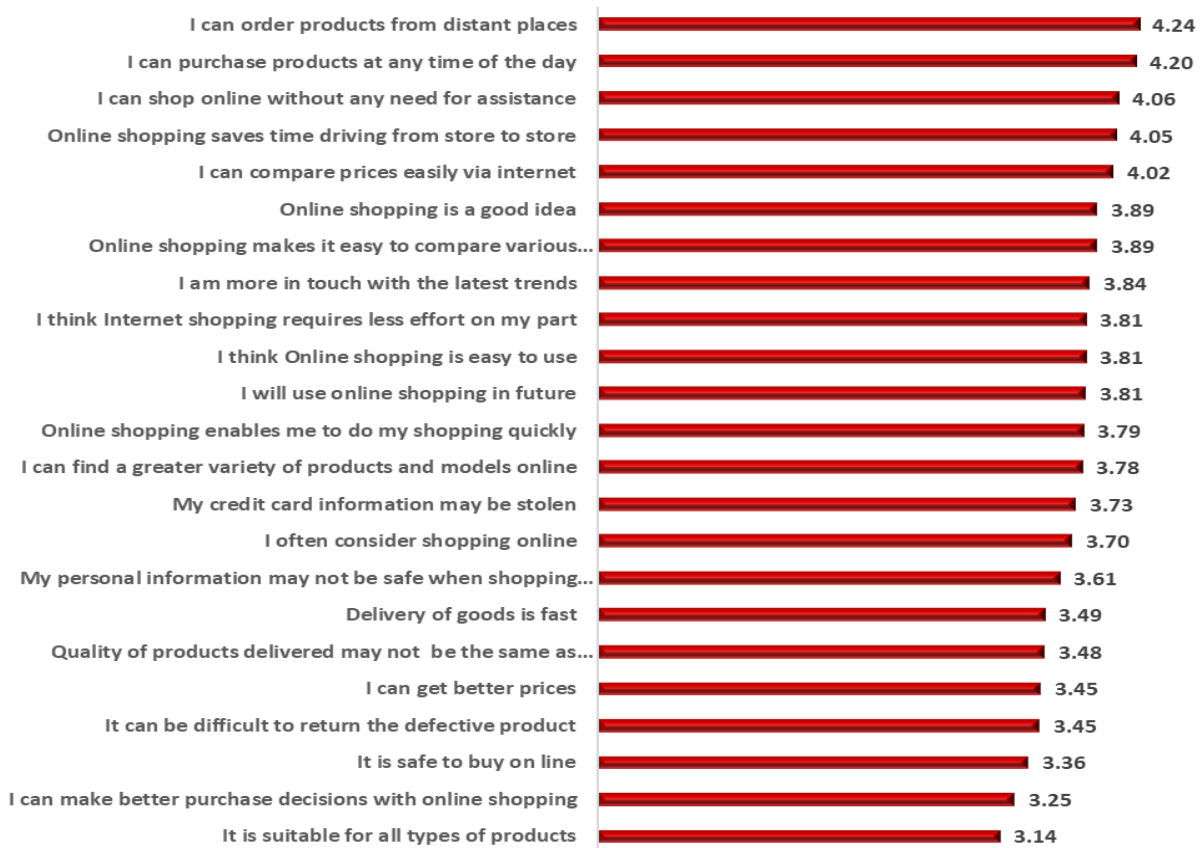 I can order products from distant places 4.24
I can purchase products at any time of the day 4.20
I can shop online without any need for assistance 4.06
Online shopping saves time driving from store to store 4.05
I can compare prices easily via internet 4.02
Online shopping is a good idea 3.89
Online shopping makes it easy to compare various... 3.89
I am more in touch with the latest trends 3.84
I think Internet shopping requires less effort on my part 3.81
I think Online shopping is easy to use 3.81
I will use online shopping in future 3.81
Online shopping enables me to do my shopping quickly 3.79
I can find a greater variety of products and models online 3.78
My credit card information may be stolen 3.73
I often consider shopping online 3.70
My personal information may not be safe when shopping... 3.61
Delivery of goods is fast 3.49
Quality of products delivered may not  be the same as... 3.48
I can get better prices 3.45
It can be difficult to return the defective product 3.45
It is safe to buy on line 3.36
I can make better purchase decisions with online shopping 3.25
It is suitable for all types of products 3.14